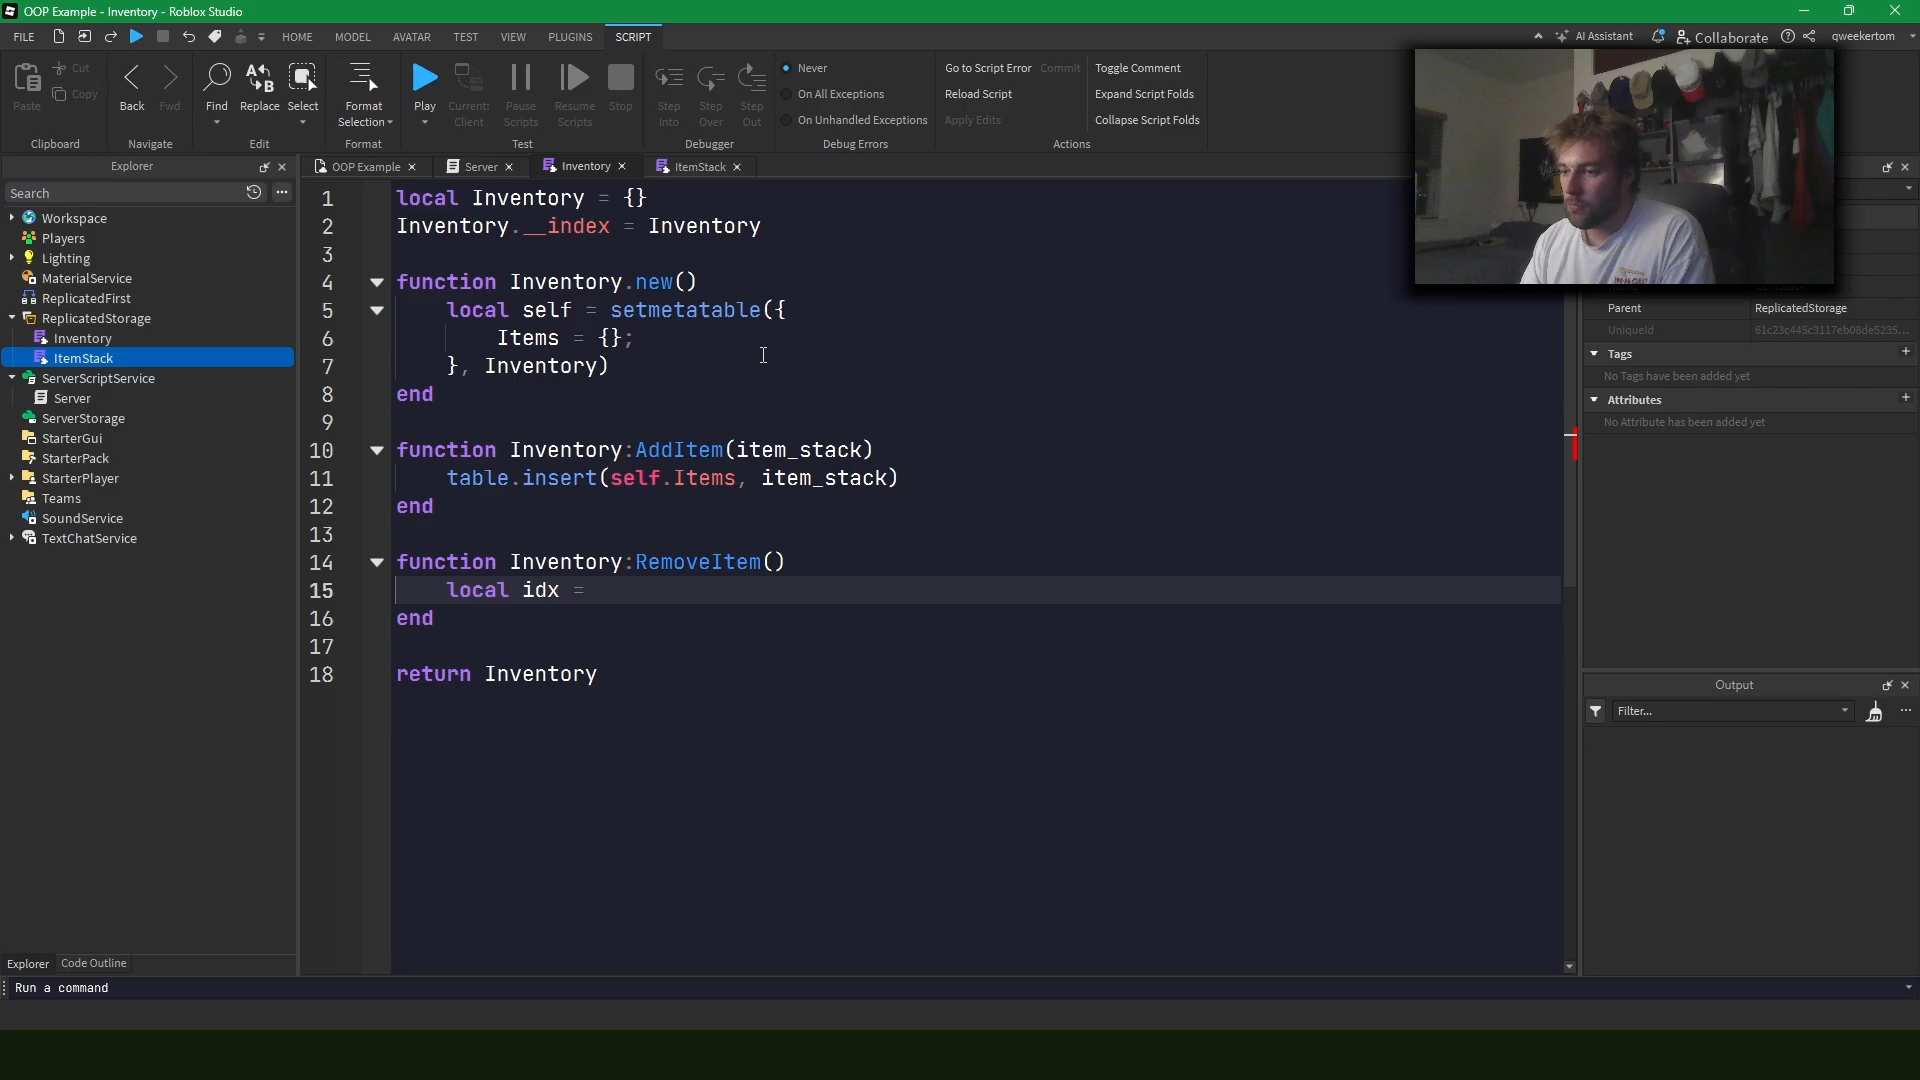 OOP Example - Inventory - Roblox Studio
FILE HOME MODEL AVATAR TEST VIEW PLUGINS SCRIPT AI Assistant Collaborate qweekertom
Paste Cut Copy
Clipboard
Back Fwd
Navigate
Find Replace Select
Edit
Format Selection
Format
Play Current: Client Pause Scripts Resume Scripts Stop
Test
Step Into Step Over Step Out
Debugger
Never
On All Exceptions
On Unhandled Exceptions
Debug Errors
Go to Script Error Commit Toggle Comment
Reload Script Expand Script Folds
Apply Edits Collapse Script Folds
Actions
Explorer
Search
Workspace
Players
Lighting
MaterialService
ReplicatedFirst
ReplicatedStorage
Inventory
ItemStack
ServerScriptService
Server
ServerStorage
StarterGui
StarterPack
StarterPlayer
Teams
SoundService
TextChatService
Explorer Code Outline
OOP Example Server Inventory ItemStack
1 local Inventory = {}
2 Inventory.__index = Inventory
3
4 function Inventory.new()
5 local self = setmetatable({
6 Items = {};
7 }, Inventory)
8 end
9
10 function Inventory:AddItem(item_stack)
11 table.insert(self.Items, item_stack)
12 end
13
14 function Inventory:RemoveItem()
15 local idx =
16 end
17
18 return Inventory
Parent ReplicatedStorage
UniqueId 61c23c445c3117eb08de5235...
Tags
No Tags have been added yet
Attributes
No Attribute has been added yet
Output
Filter...
Run a command